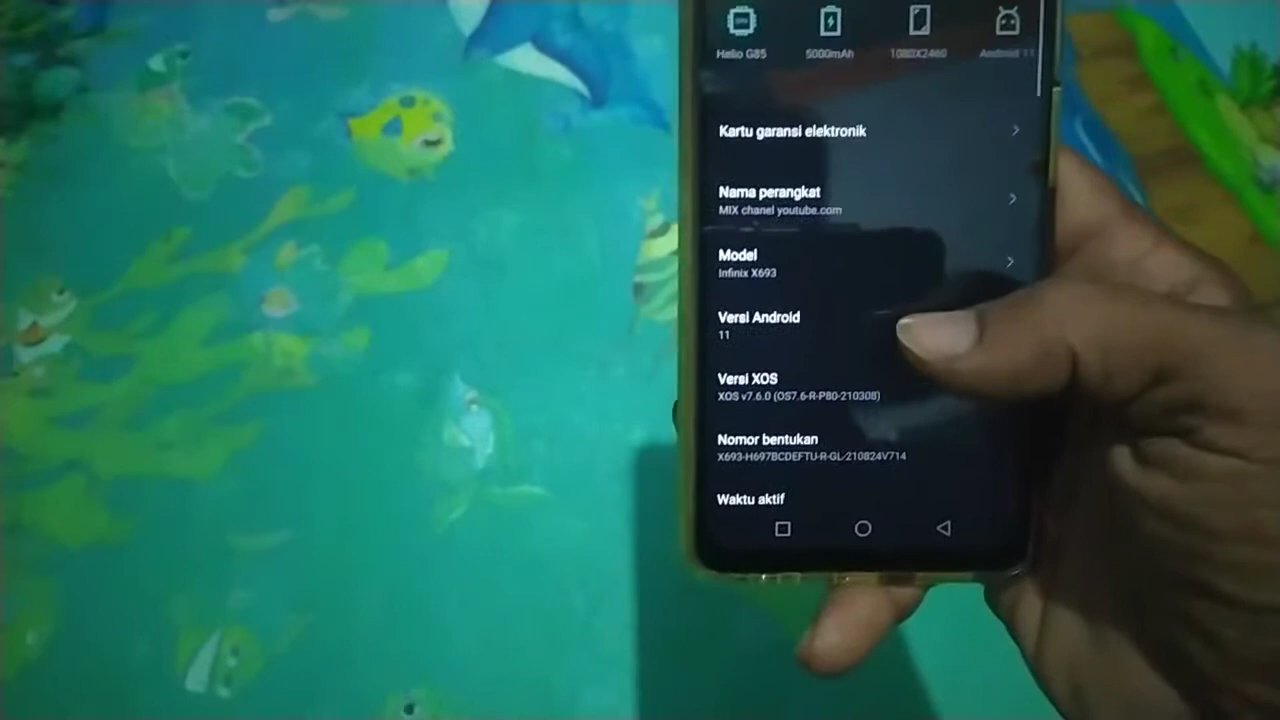 Helio G85
5000mAh
1080X2460
Android 11
Kartu garansi elektronik
Nama perangkat
MIX chanel youtube.com
Model
Infinix X693
Versi Android
11
Versi XOS
XOS v7.6.0 (OS7.6-R-P80-210308)
Nomor bentukan
X693-H697BCDEFTU-R-GL-210824V714
Waktu aktif